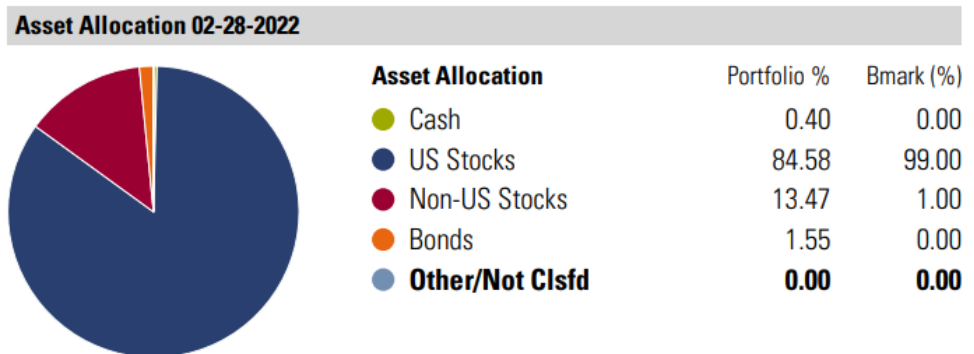 Asset Allocation 02-28-2022
Asset Allocation Portfolio % Bmark (%)
Cash 0.40 0.00
US Stocks 84.58 99.00
Non-US Stocks 13.47 1.00
Bonds 1.55 0.00
Other/Not Clsfd 0.00 0.00